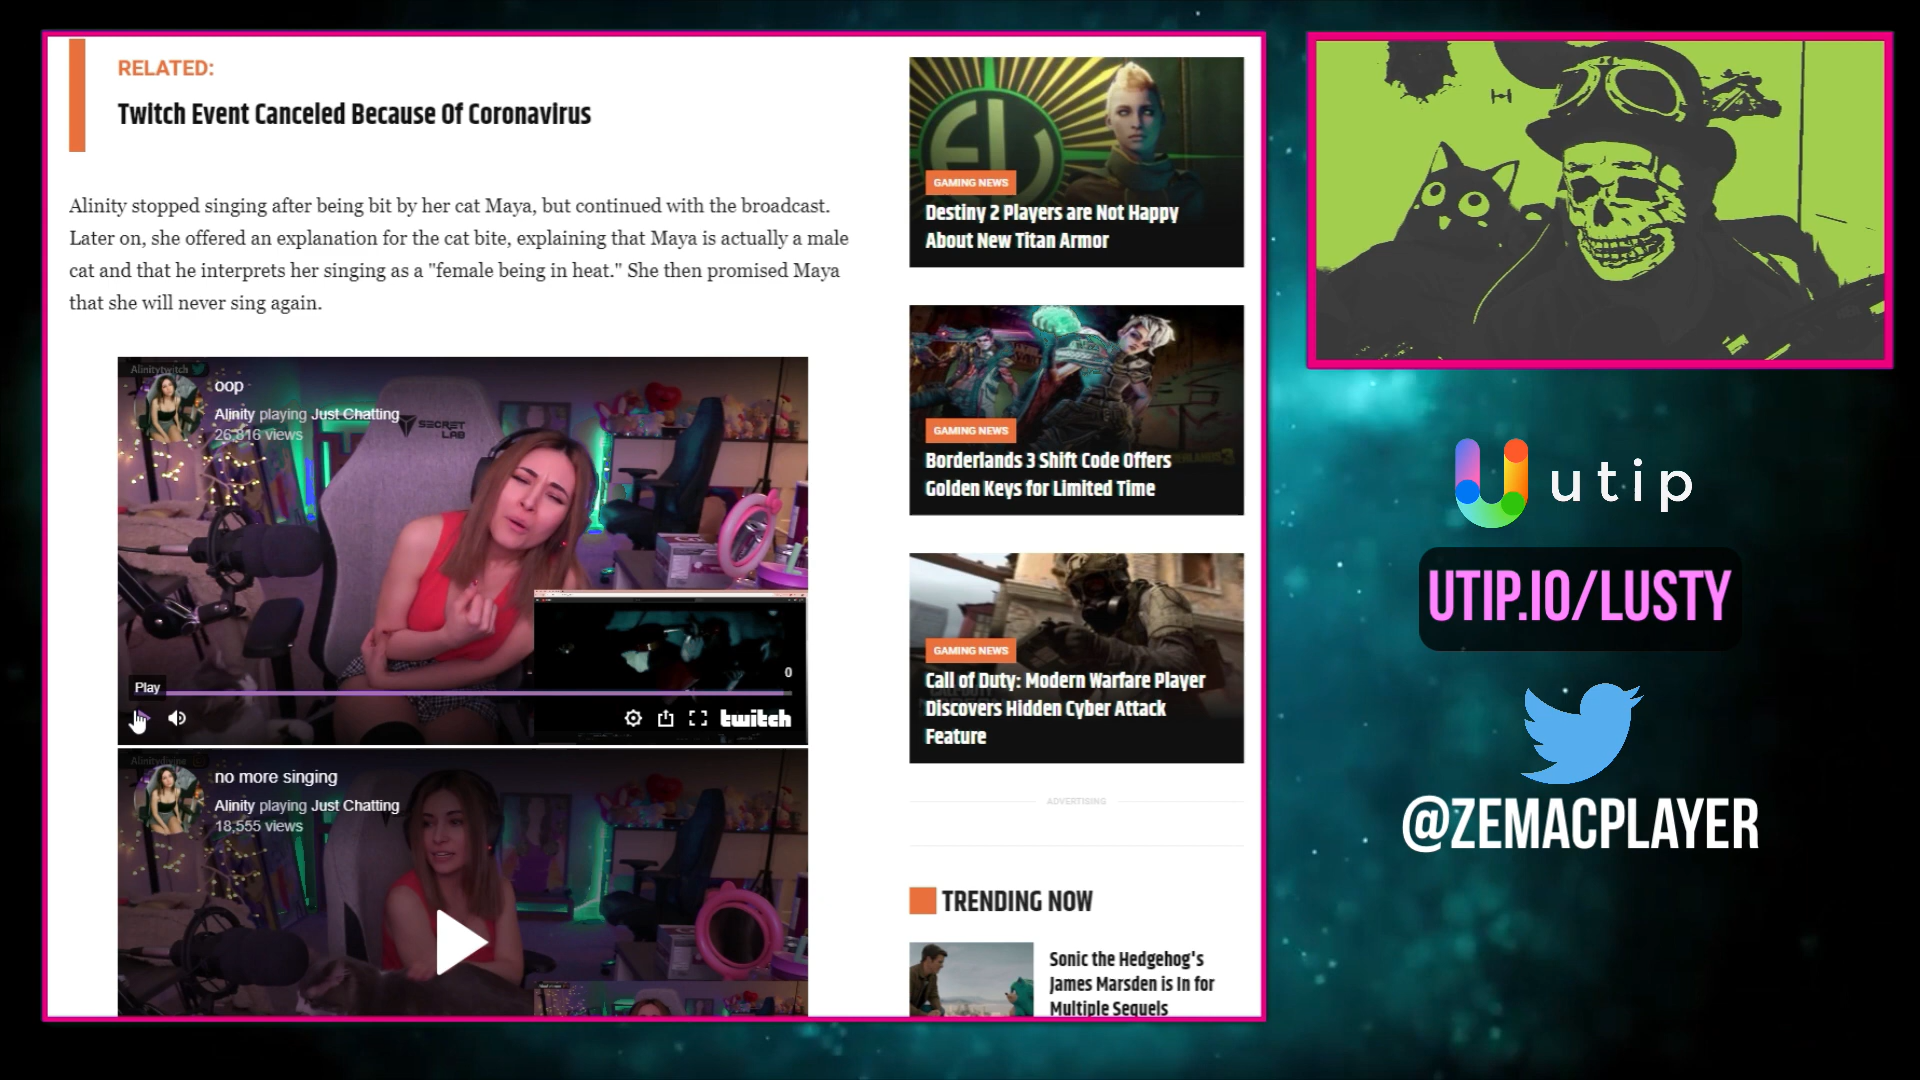 RELATED:
Twitch Event Canceled Because Of Coronavirus
Alinity stopped singing after being bit by her cat Maya, but continued with the broadcast.
Later on, she offered an explanation for the cat bite, explaining that Maya is actually a male
cat and that he interprets her singing as a "female being in heat." She then promised Maya
that she will never sing again.
Alinitytwitch
oop
Alinity playing Just Chatting
26,816 views
SECRET
LAB
0
Play
twitch
Alinitydivine
no more singing
Alinity playing Just Chatting
18,555 views
GAMING NEWS
Destiny 2 Players are Not Happy
About New Titan Armor
GAMING NEWS
Borderlands 3 Shift Code Offers
Golden Keys for Limited Time
GAMING NEWS
Call of Duty: Modern Warfare Player
Discovers Hidden Cyber Attack
Feature
ADVERTISING
TRENDING NOW
Sonic the Hedgehog's
James Marsden is In for
Multiple Sequels
utip
UTIP.IO/LUSTY
@ZEMACPLAYER